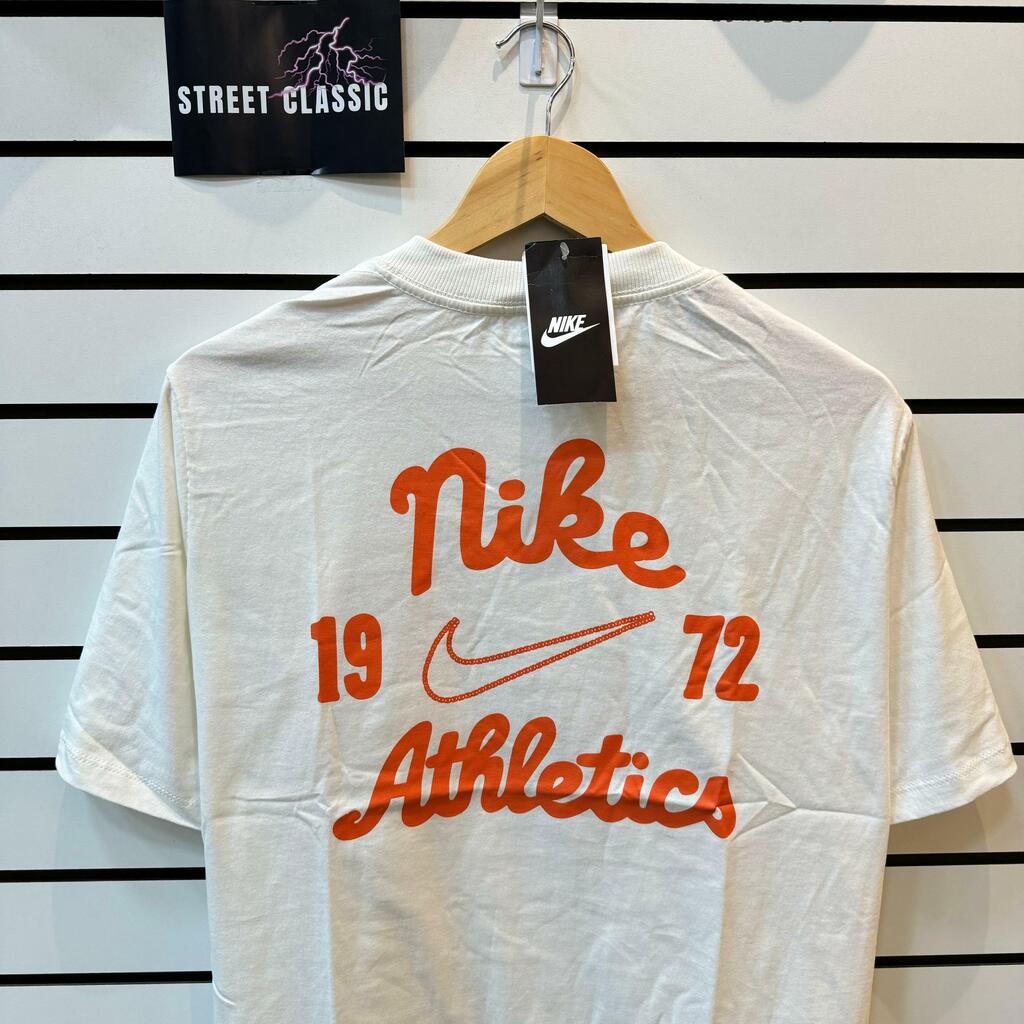 STREET CLASSIC
NIKE
Nike
19 72
Athletics